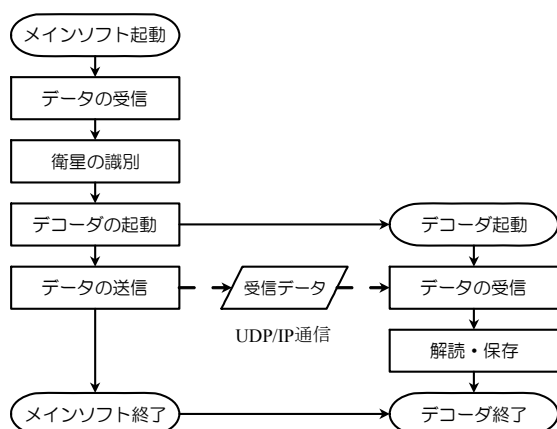 メインソフト起動
データの受信
衛星の識別
デコーダの起動
デコーダ起動
データの送信
受信データ
データの受信
UDP/IP通信
解読・保存
メインソフト終了
デコーダ終了